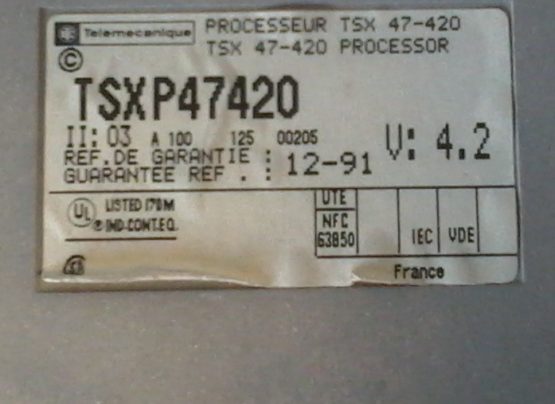 Telemecanique
PROCESSEUR TSX 47-420
TSX 47-420 PROCESSOR
©
TSXP47420
II: 03 A 100 125 00205
V: 4.2
REF.DE GARANTIE :
GUARANTEE REF . : 12-91
UL LISTED 170M
® IND·CONT.EQ.
UTE
NFC
63850
IEC
VDE
France